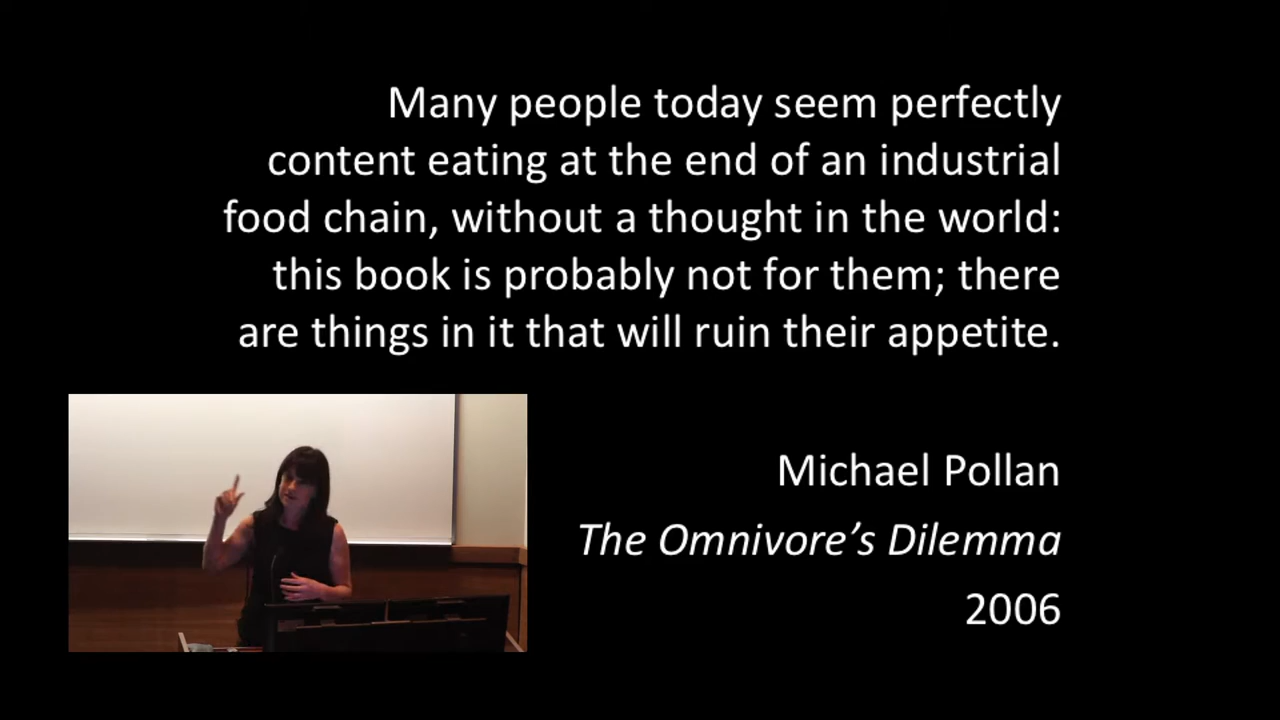 Many people today seem perfectly
content eating at the end of an industrial
food chain, without a thought in the world:
this book is probably not for them; there
are things in it that will ruin their appetite.
Michael Pollan
The Omnivore’s Dilemma
2006